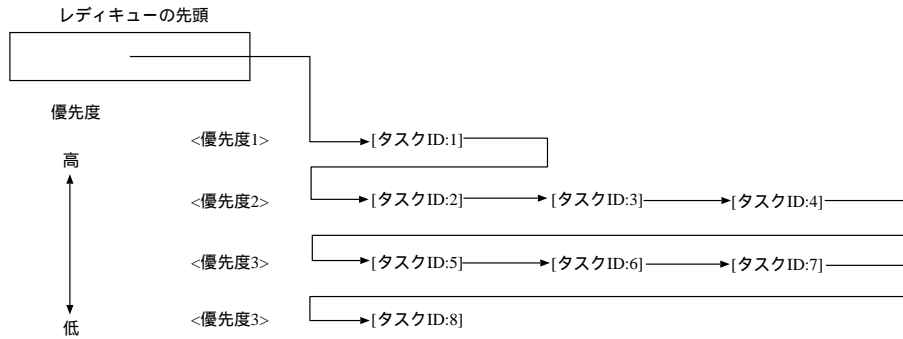 レディキューの先頭
優先度
高
<優先度1> [タスクID:1]
<優先度2> [タスクID:2] [タスクID:3] [タスクID:4]
<優先度3> [タスクID:5] [タスクID:6] [タスクID:7]
<優先度3> [タスクID:8]
低